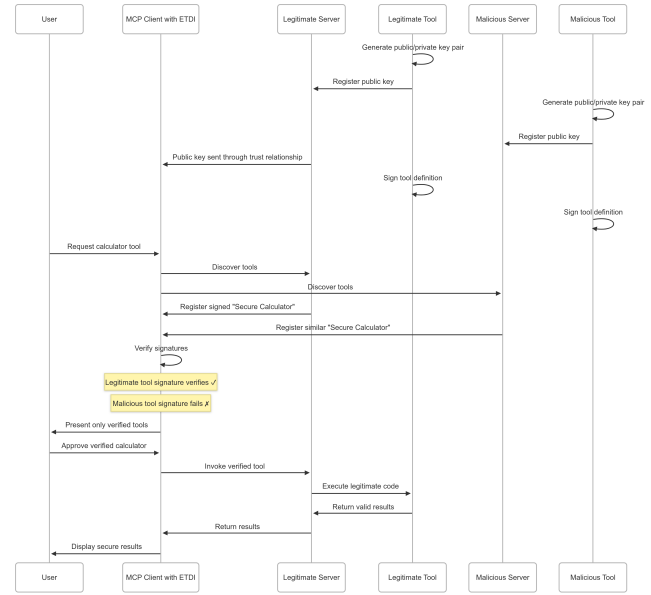 User
MCP Client with ETDI
Legitimate Server
Legitimate Tool
Malicious Server
Malicious Tool
Generate public/private key pair
Register public key
Generate public/private key pair
Register public key
Public key sent through trust relationship
Sign tool definition
Sign tool definition
Request calculator tool
Discover tools
Discover tools
Register signed "Secure Calculator"
Register similar "Secure Calculator"
Verify signatures
Legitimate tool signature verifies ✓
Malicious tool signature fails ✗
Present only verified tools
Approve verified calculator
Invoke verified tool
Execute legitimate code
Return valid results
Return results
Display secure results
User
MCP Client with ETDI
Legitimate Server
Legitimate Tool
Malicious Server
Malicious Tool